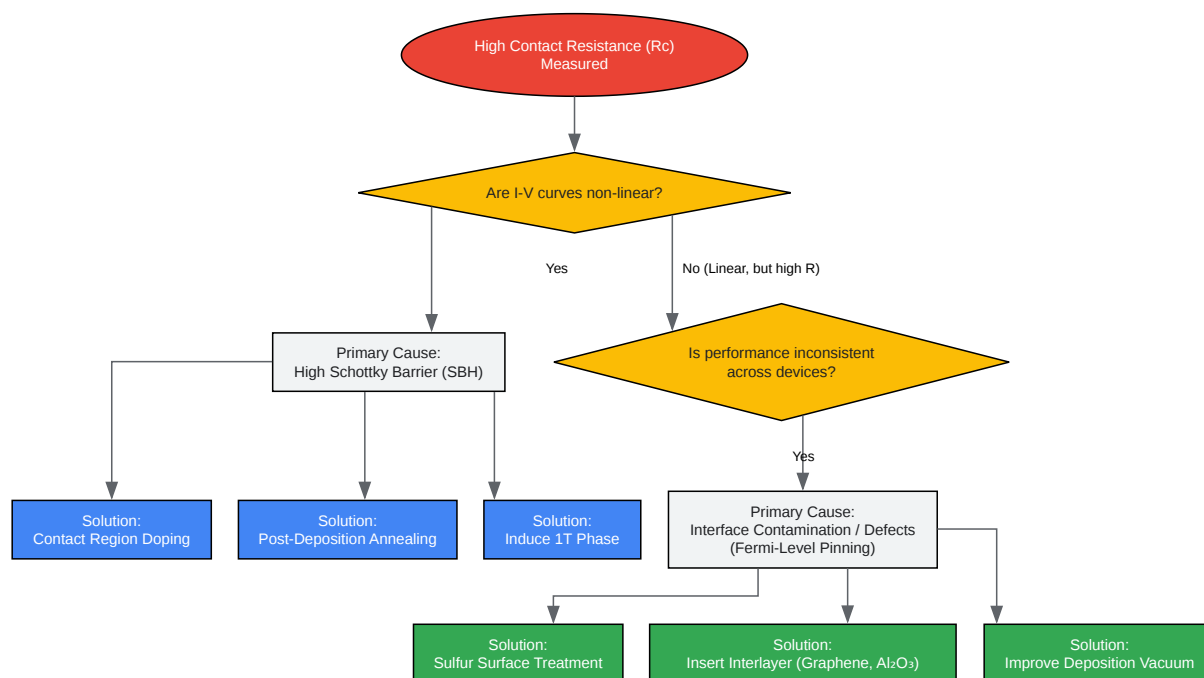 High Contact Resistance (Rc)
Measured
Are I-V curves non-linear?
Yes
No (Linear, but high R)
Primary Cause:
High Schottky Barrier (SBH)
Is performance inconsistent
across devices?
Yes
Solution:
Contact Region Doping
Solution:
Post-Deposition Annealing
Solution:
Induce 1T Phase
Primary Cause:
Interface Contamination / Defects
(Fermi-Level Pinning)
Solution:
Sulfur Surface Treatment
Solution:
Insert Interlayer (Graphene, Al₂O₃)
Solution:
Improve Deposition Vacuum